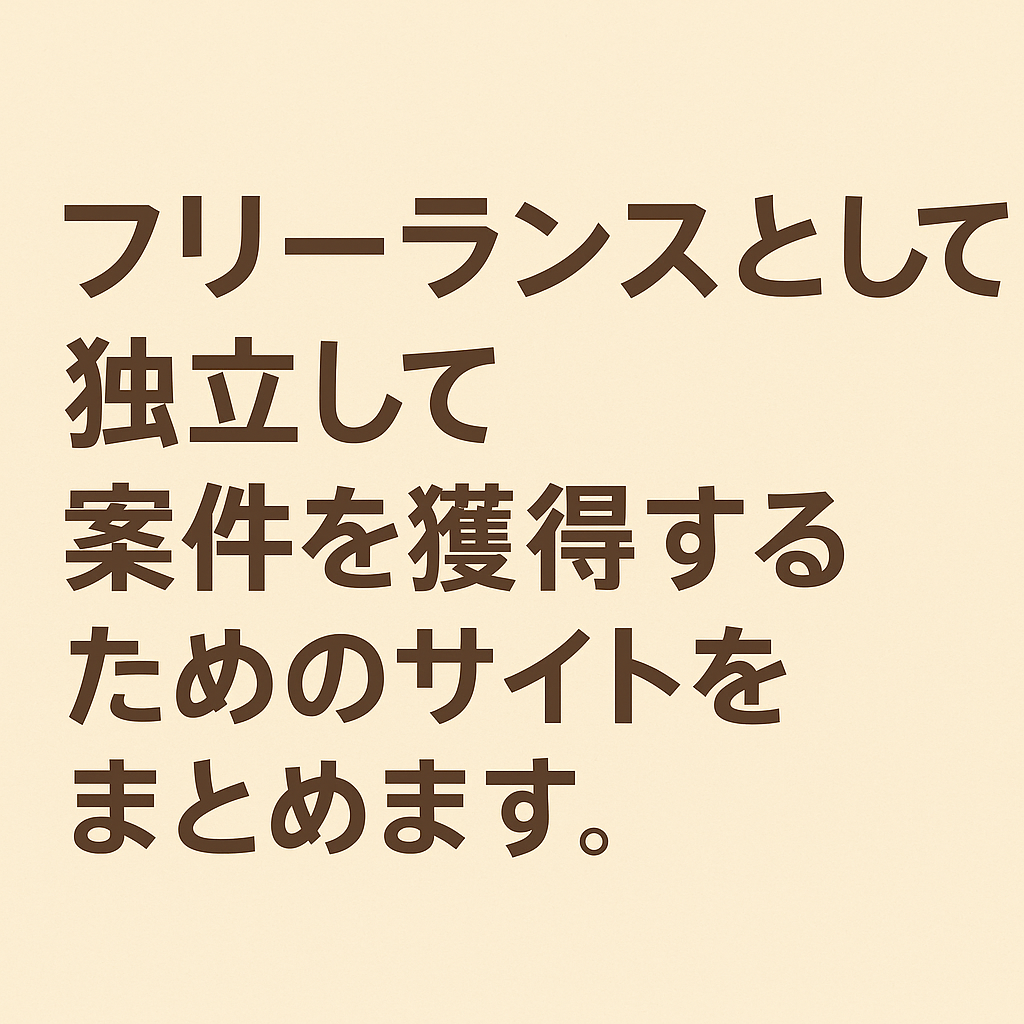 フリーランスとして
独立して
案件を獲得する
ためのサイトを
まとめます。